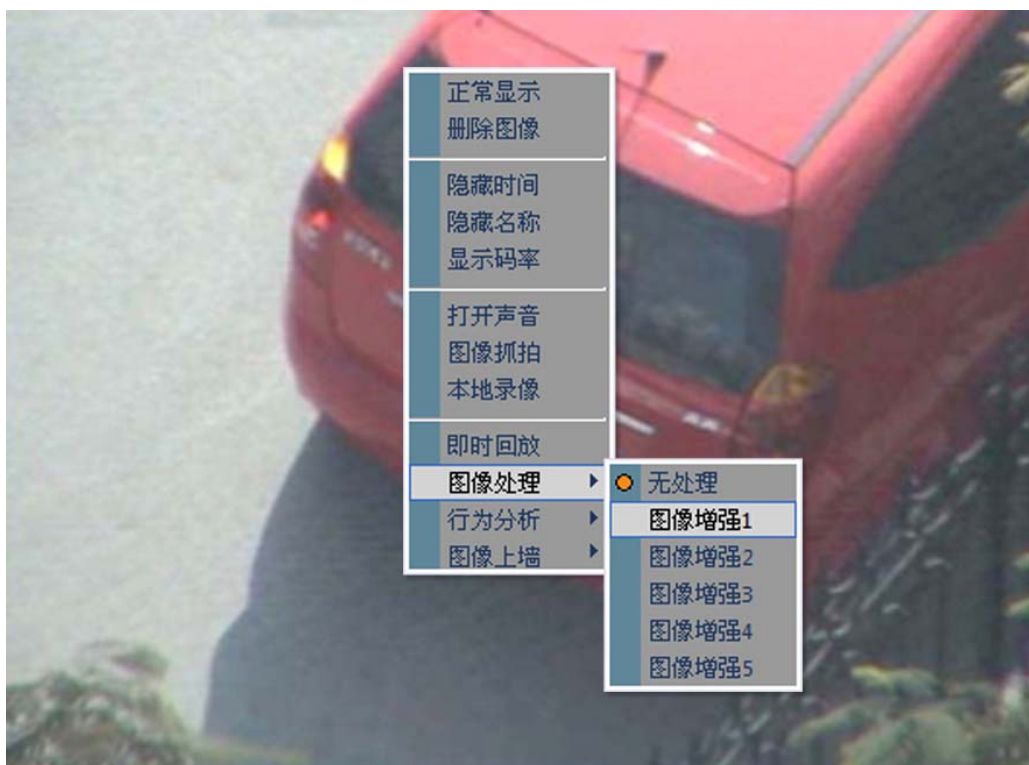 正常显示
册除图像
隐藏时间
隐藏名称
显示码率
打开声音
图像抓拍
本地录像
即时回放
图像处理
行为分析
图像上墙
无处理
图像增强1
图像增强2
图像增强3
图像增强4
图像增强5